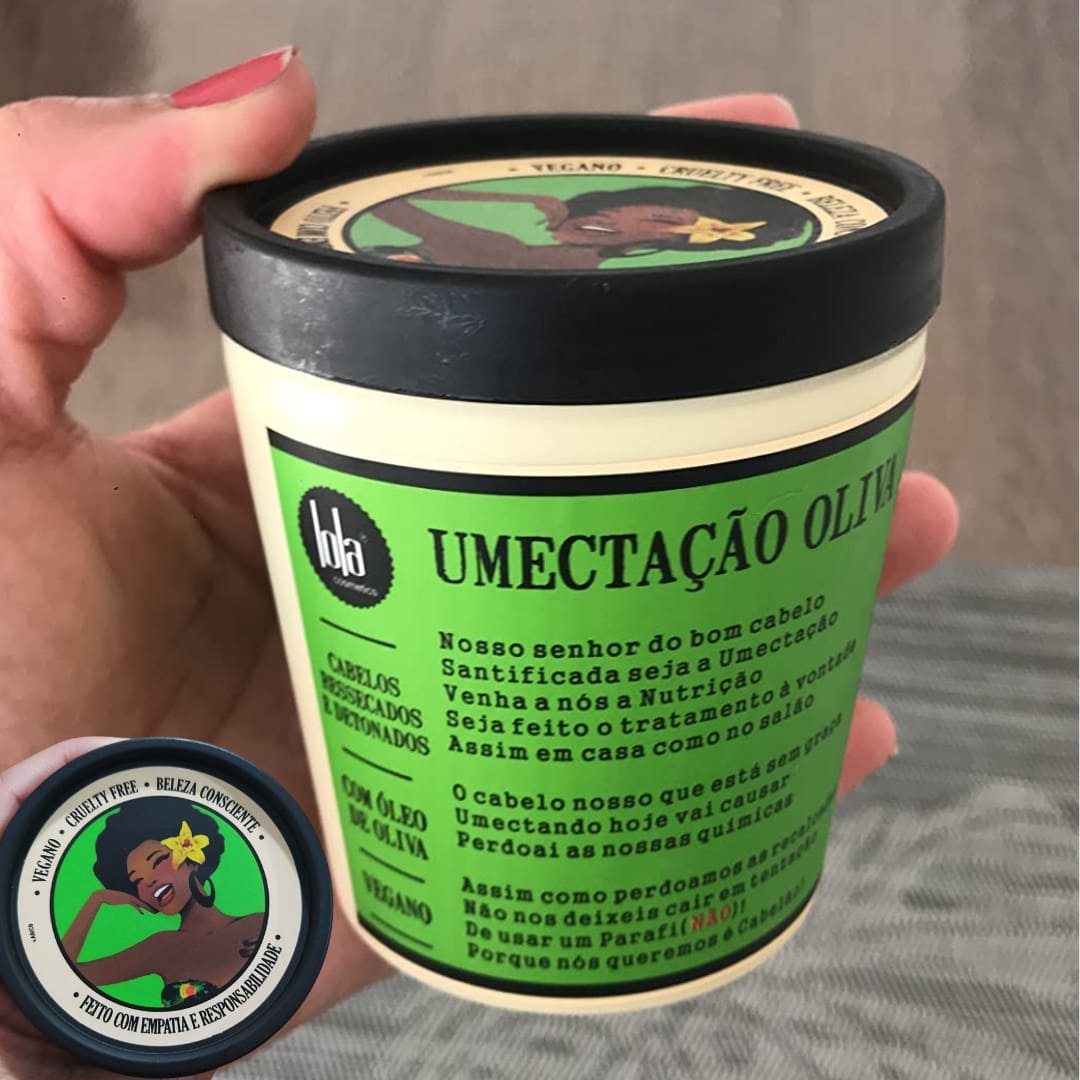 VEGANO • CRUELTY FREE • BELEZA CO
FEITO COM E
lola
cosmetics
UMECTAÇÃO OLIVA
CABELOS
RESSECADOS
E DETONADOS
COM ÓLEO
DE OLIVA
VEGANO
Nosso senhor do bom cabelo
Santificada seja a Umectação
Venha a nós a Nutrição
Seja feito o tratamento à vontade
Assim em casa como no salão
O cabelo nosso que está sem graça
Umectando hoje vai causar
Perdoai as nossas químicas
Assim como perdoamos as
Não nos deixeis cair em tentação
De usar um Parafi(NÃO)!
Porque nós queremos é Cabelão!
• VEGANO • CRUELTY FREE • BELEZA CONSCIENTE •
• FEITO COM EMPATIA E RESPONSABILIDADE •